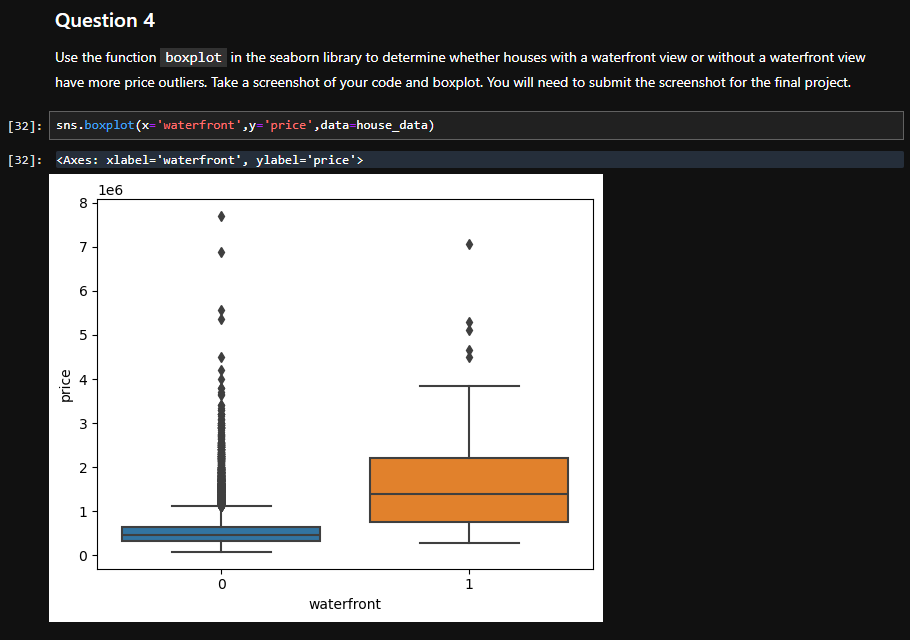 Question 4
Use the function boxplot in the seaborn library to determine whether houses with a waterfront view or without a waterfront view
have more price outliers. Take a screenshot of your code and boxplot. You will need to submit the screenshot for the final project.
[32]: sns.boxplot(x='waterfront',y='price',data=house_data)
[32]: <Axes: xlabel='waterfront', ylabel='price'>
1e6
8
7
6
5
4
3
2
1
0
price
0 1
waterfront